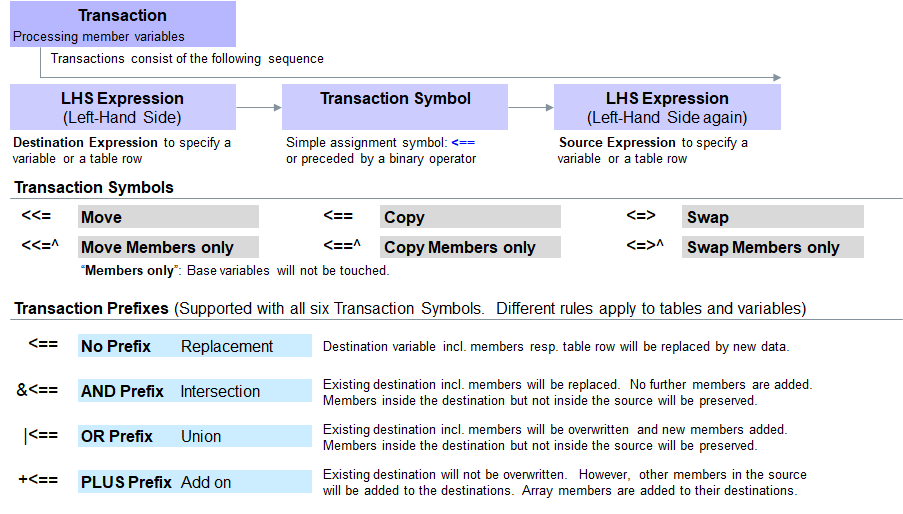 Transaction
Processing member variables
Transactions consist of the following sequence
LHS Expression
(Left-Hand Side)
Transaction Symbol
LHS Expression
(Left-Hand Side again)
Destination Expression to specify a
variable or a table row
Simple assignment symbol: <==
or preceded by a binary operator
Source Expression to specify a
variable or a table row
Transaction Symbols
<<= Move <== Copy <=> Swap
<<=^ Move Members only <==^ Copy Members only <=>^ Swap Members only
“Members only”: Base variables will not be touched.
Transaction Prefixes (Supported with all six Transaction Symbols. Different rules apply to tables and variables)
<== No Prefix Replacement Destination variable incl. members resp. table row will be replaced by new data.
&<== AND Prefix Intersection Existing destination incl. members will be replaced. No further members are added.
Members inside the destination but not inside the source will be preserved.
|<== OR Prefix Union Existing destination incl. members will be overwritten and new members added.
Members inside the destination but not inside the source will be preserved.
+<== PLUS Prefix Add on Existing destination will not be overwritten. However, other members in the source
will be added to the destinations. Array members are added to their destinations.